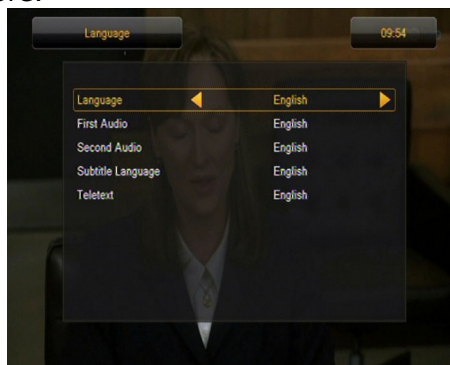 Language 09:54
Language English
First Audio English
Second Audio English
Subtitle Language English
Teletext English